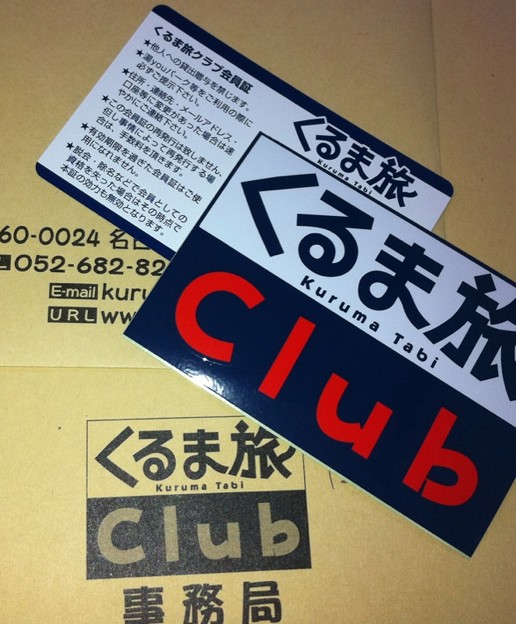 くるま旅クラブ会員証
★他人への貸出贈与を禁じます。
★湯youパーク等をご利用の際に
必ずご提示下さい。
★住所・連絡先・メールアドレス・
口座等に変更があった場合は速
やかにご連絡下さい。
★この会員証の再発行は致しません。
但し事情によって再発行する場
合は、手数料を頂きます。
★有効期限を過ぎた会員証はご使
用になれません。
★脱会・除名などで会員としての
資格を失った場合はその時点で
本証の効力も無効となります。
くるま旅
Kuruma Tabi
くるま旅
Kuruma Tabi
Club
60-0024 名古
052-682-82
E-mail kuru
URL www
くるま旅
Kuruma Tabi
Club
事務局